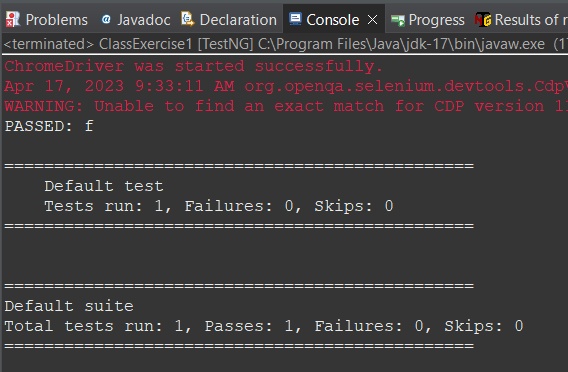 Problems Javadoc Declaration Console Progress Results of
<terminated> ClassExercise1 [TestNG] C:\Program Files\Java\jdk-17\bin\javaw.exe (1
ChromeDriver was started successfully.
Apr 17, 2023 9:33:11 AM org.openqa.selenium.devtools.Cdp
WARNING: Unable to find an exact match for CDP version 11
PASSED: f
===============================================
Default test
Tests run: 1, Failures: 0, Skips: 0
===============================================
===============================================
Default suite
Total tests run: 1, Passes: 1, Failures: 0, Skips: 0
===============================================